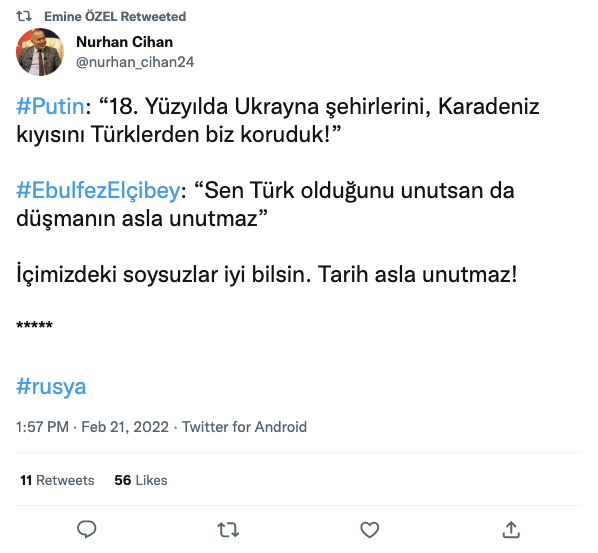 Emine ÖZEL Retweeted
Nurhan Cihan
@nurhan_cihan24
#Putin: “18. Yüzyılda Ukrayna şehirlerini, Karadeniz
kıyısını Türklerden biz koruduk!”
#EbulfezElçibey: “Sen Türk olduğunu unutsan da
düşmanın asla unutmaz”
İçimizdeki soysuzlar iyi bilsin. Tarih asla unutmaz!
*****
#rusya
1:57 PM · Feb 21, 2022 · Twitter for Android
11 Retweets 56 Likes